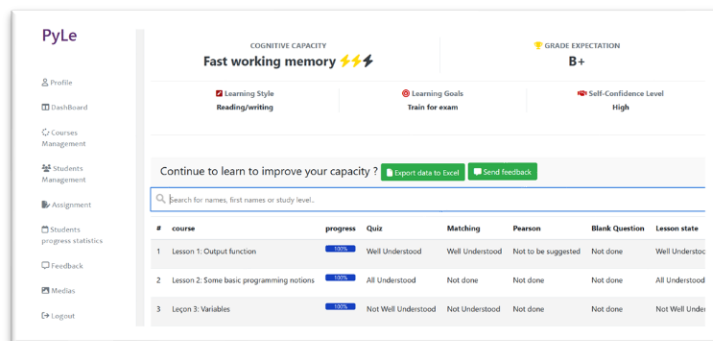 PyLe
COGNITIVE CAPACITY
Fast working memory
GRADE EXPECTATION
B+
Learning Style
Reading/writing
Learning Goals
Train for exam
Self-Confidence Level
High
Profile
DashBoard
Courses
Management
Students
Management
Assignment
Students
progress statistics
Feedback
Medias
Logout
Continue to learn to improve your capacity ?
Export data to Excel
Send feedback
Search for names, first names or study level..
# course progress Quiz Matching Pearson Blank Question Lesson state
1 Lesson 1: Output function 100% Well Understood Well Understood Not to be suggested Not done Well Understoo
2 Lesson 2: Some basic programming notions 100% All Understood Not done Not done Not done All Understood
3 Leçon 3: Variables 100% Not Well Understood Not Understood Not done Not done Not Well Under